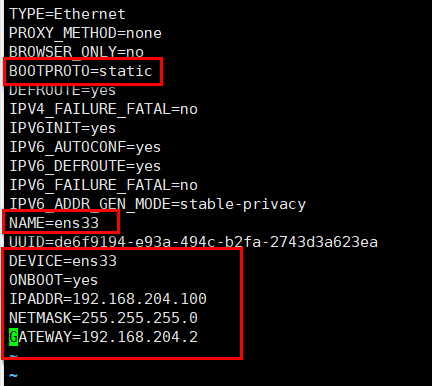 TYPE=Ethernet
PROXY_METHOD=none
BROWSER_ONLY=no
BOOTPROTO=static
DEFROUTE=yes
IPV4_FAILURE_FATAL=no
IPV6INIT=yes
IPV6_AUTOCONF=yes
IPV6_DEFROUTE=yes
IPV6_FAILURE_FATAL=no
IPV6_ADDR_GEN_MODE=stable-privacy
NAME=ens33
UUID=de6f9194-e93a-494c-b2fa-2743d3a623ea
DEVICE=ens33
ONBOOT=yes
IPADDR=192.168.204.100
NETMASK=255.255.255.0
GATEWAY=192.168.204.2
~
~